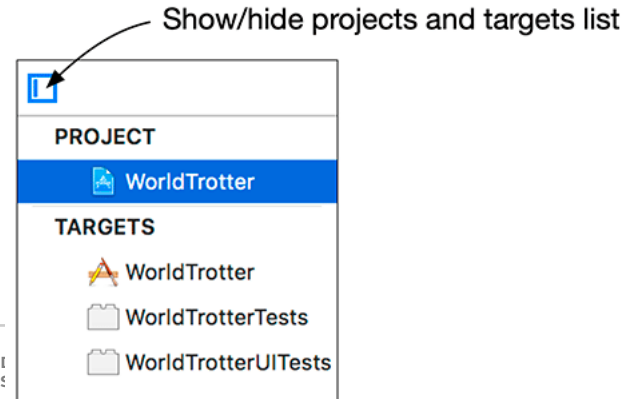 Show/hide projects and targets list
PROJECT
WorldTrotter
TARGETS
WorldTrotter
WorldTrotterTests
WorldTrotterUITests